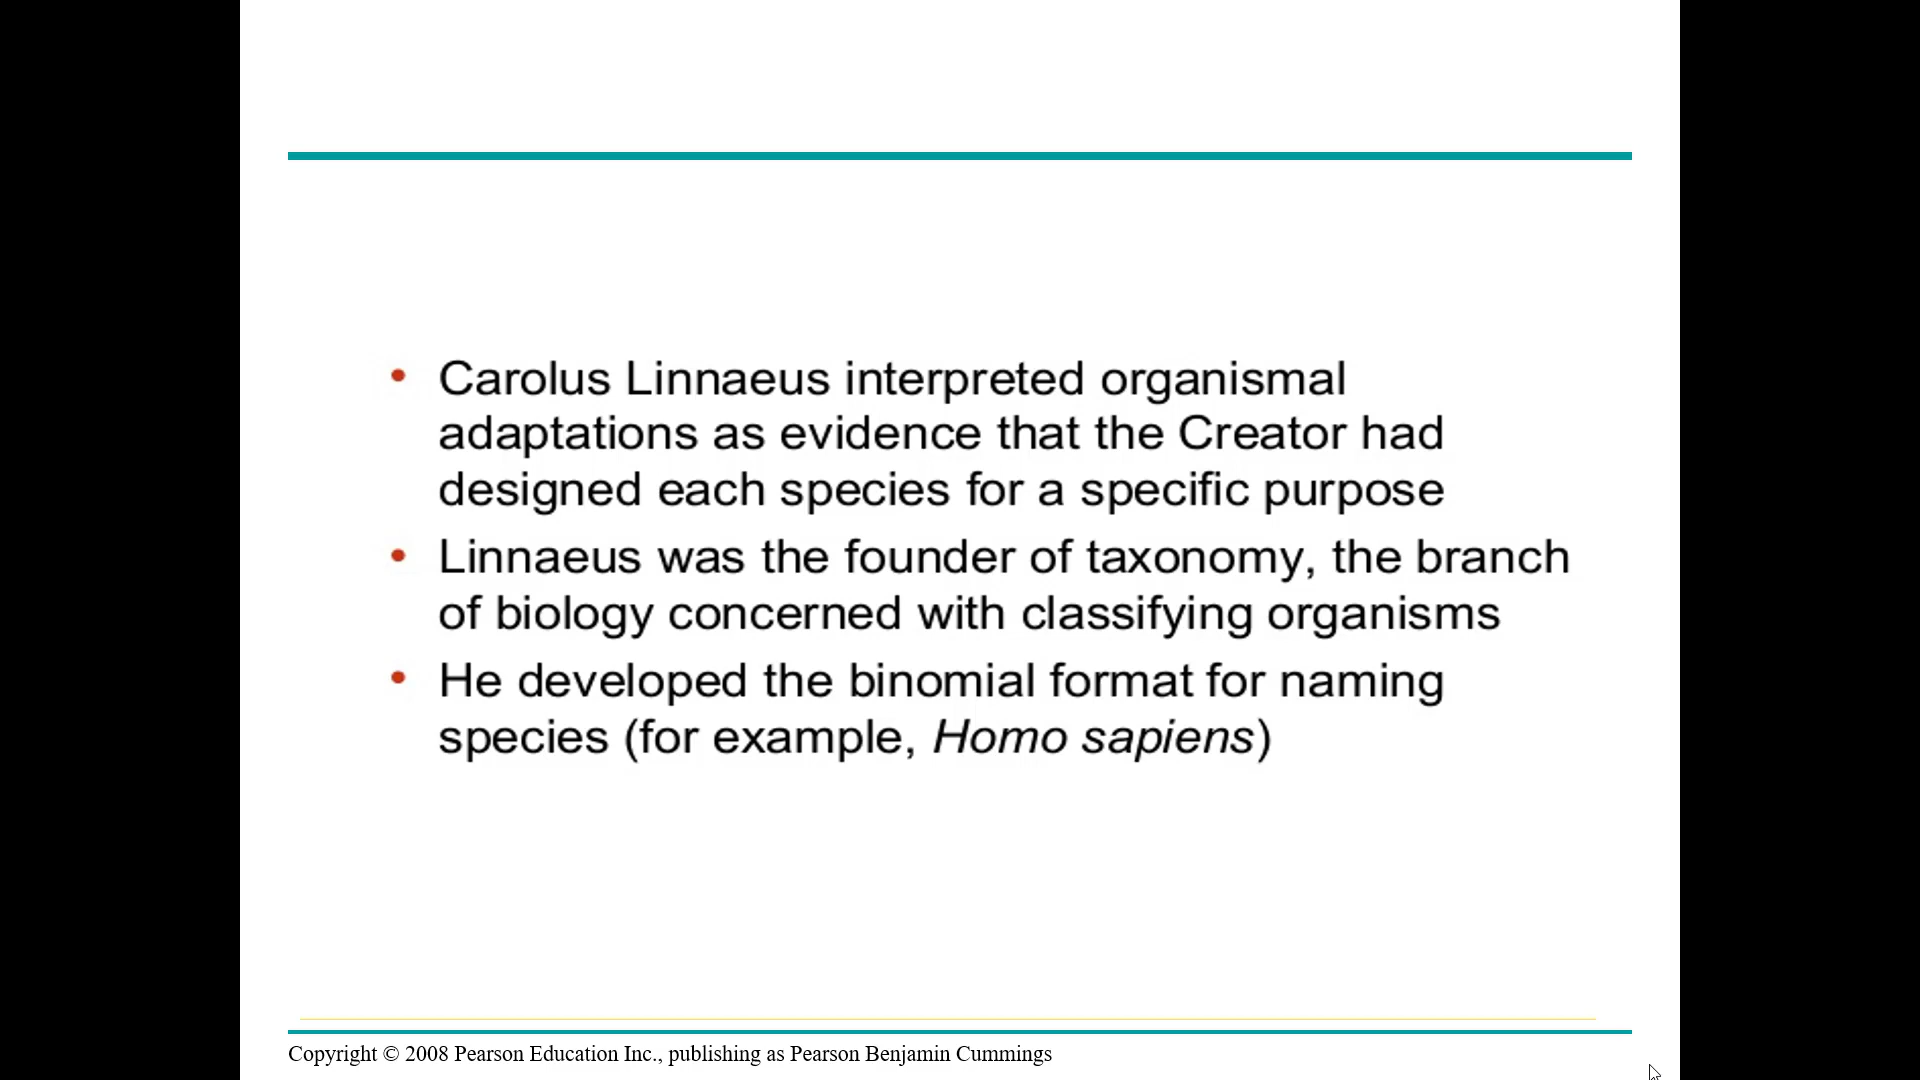 • Carolus Linnaeus interpreted organismal
adaptations as evidence that the Creator had
designed each species for a specific purpose
• Linnaeus was the founder of taxonomy, the branch
of biology concerned with classifying organisms
• He developed the binomial format for naming
species (for example, Homo sapiens)
Copyright © 2008 Pearson Education Inc., publishing as Pearson Benjamin Cummings